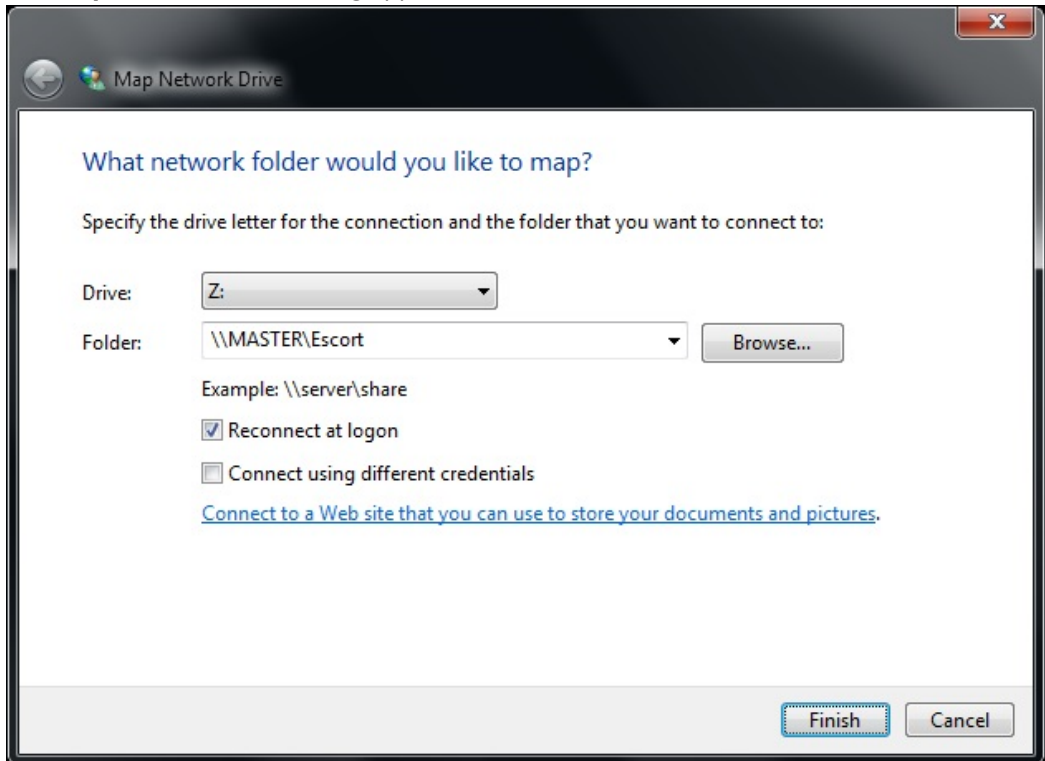 Map Network Drive
What network folder would you like to map?
Specify the drive letter for the connection and the folder that you want to connect to:
Drive: Z:
Folder: \\MASTER\Escort Browse...
Example: \\server\share
Reconnect at logon
Connect using different credentials
Connect to a Web site that you can use to store your documents and pictures.
Finish Cancel